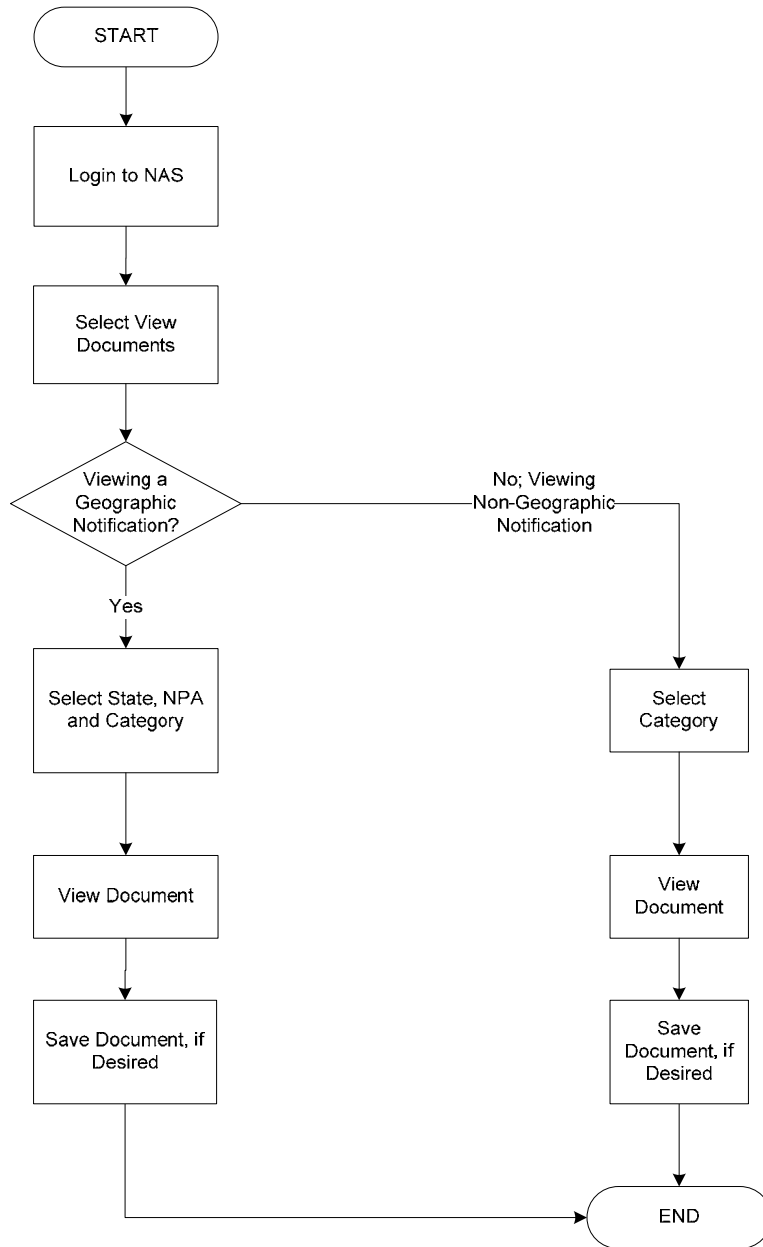 START
Login to NAS
Select View
Documents
Viewing a
Geographic
Notification?
No; Viewing
Non-Geographic
Notification
Yes
Select State, NPA
and Category
Select
Category
View Document
View
Document
Save Document, if
Desired
Save
Document, if
Desired
END